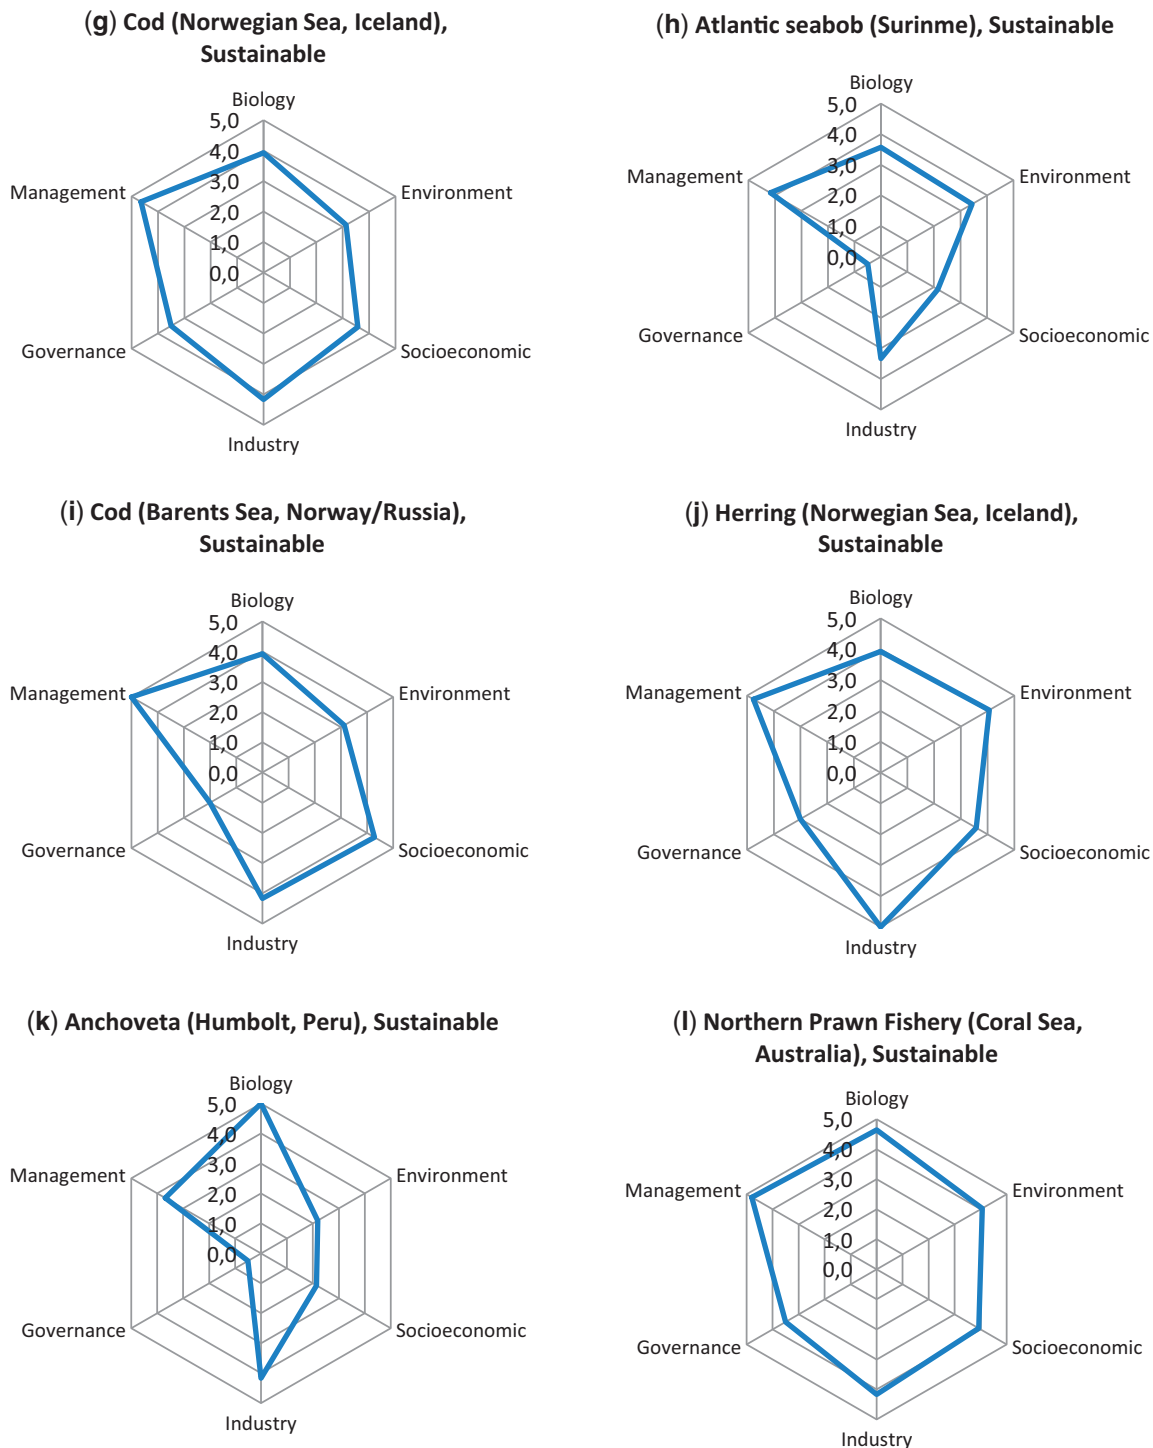 (g) Cod (Norwegian Sea, Iceland),
Sustainable
Biology
5,0
4,0
3,0
2,0
1,0
0,0
Management
Environment
Governance
Socioeconomic
Industry
(h) Atlantic seabob (Surinme), Sustainable
Biology
5,0
4,0
3,0
2,0
1,0
0,0
Management
Environment
Governance
Socioeconomic
Industry
(i) Cod (Barents Sea, Norway/Russia),
Sustainable
Biology
5,0
4,0
3,0
2,0
1,0
0,0
Management
Environment
Governance
Socioeconomic
Industry
(j) Herring (Norwegian Sea, Iceland),
Sustainable
Biology
5,0
4,0
3,0
2,0
1,0
0,0
Management
Environment
Governance
Socioeconomic
Industry
(k) Anchoveta (Humbolt, Peru), Sustainable
Biology
5,0
4,0
3,0
2,0
1,0
0,0
Management
Environment
Governance
Socioeconomic
Industry
(l) Northern Prawn Fishery (Coral Sea,
Australia), Sustainable
Biology
5,0
4,0
3,0
2,0
1,0
0,0
Management
Environment
Governance
Socioeconomic
Industry